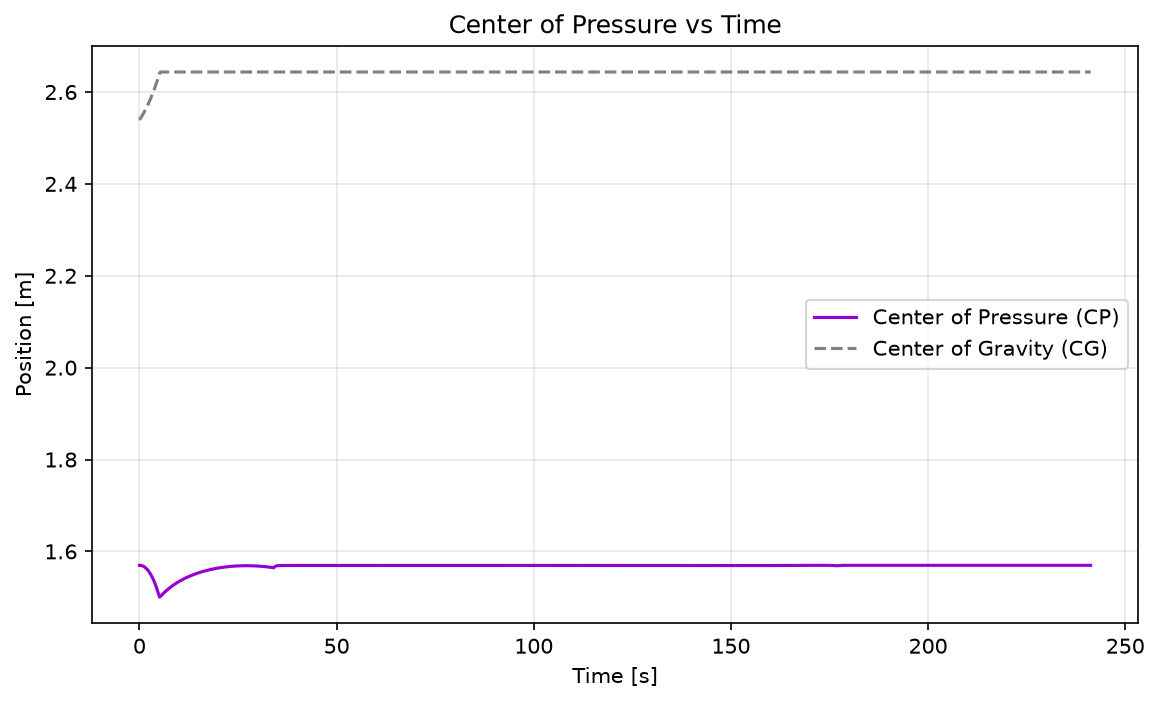 Center of Pressure vs Time
Position [m]
2.6
2.4
2.2
2.0
1.8
1.6
Center of Pressure (CP)
Center of Gravity (CG)
0
50
100
150
200
250
Time [s]